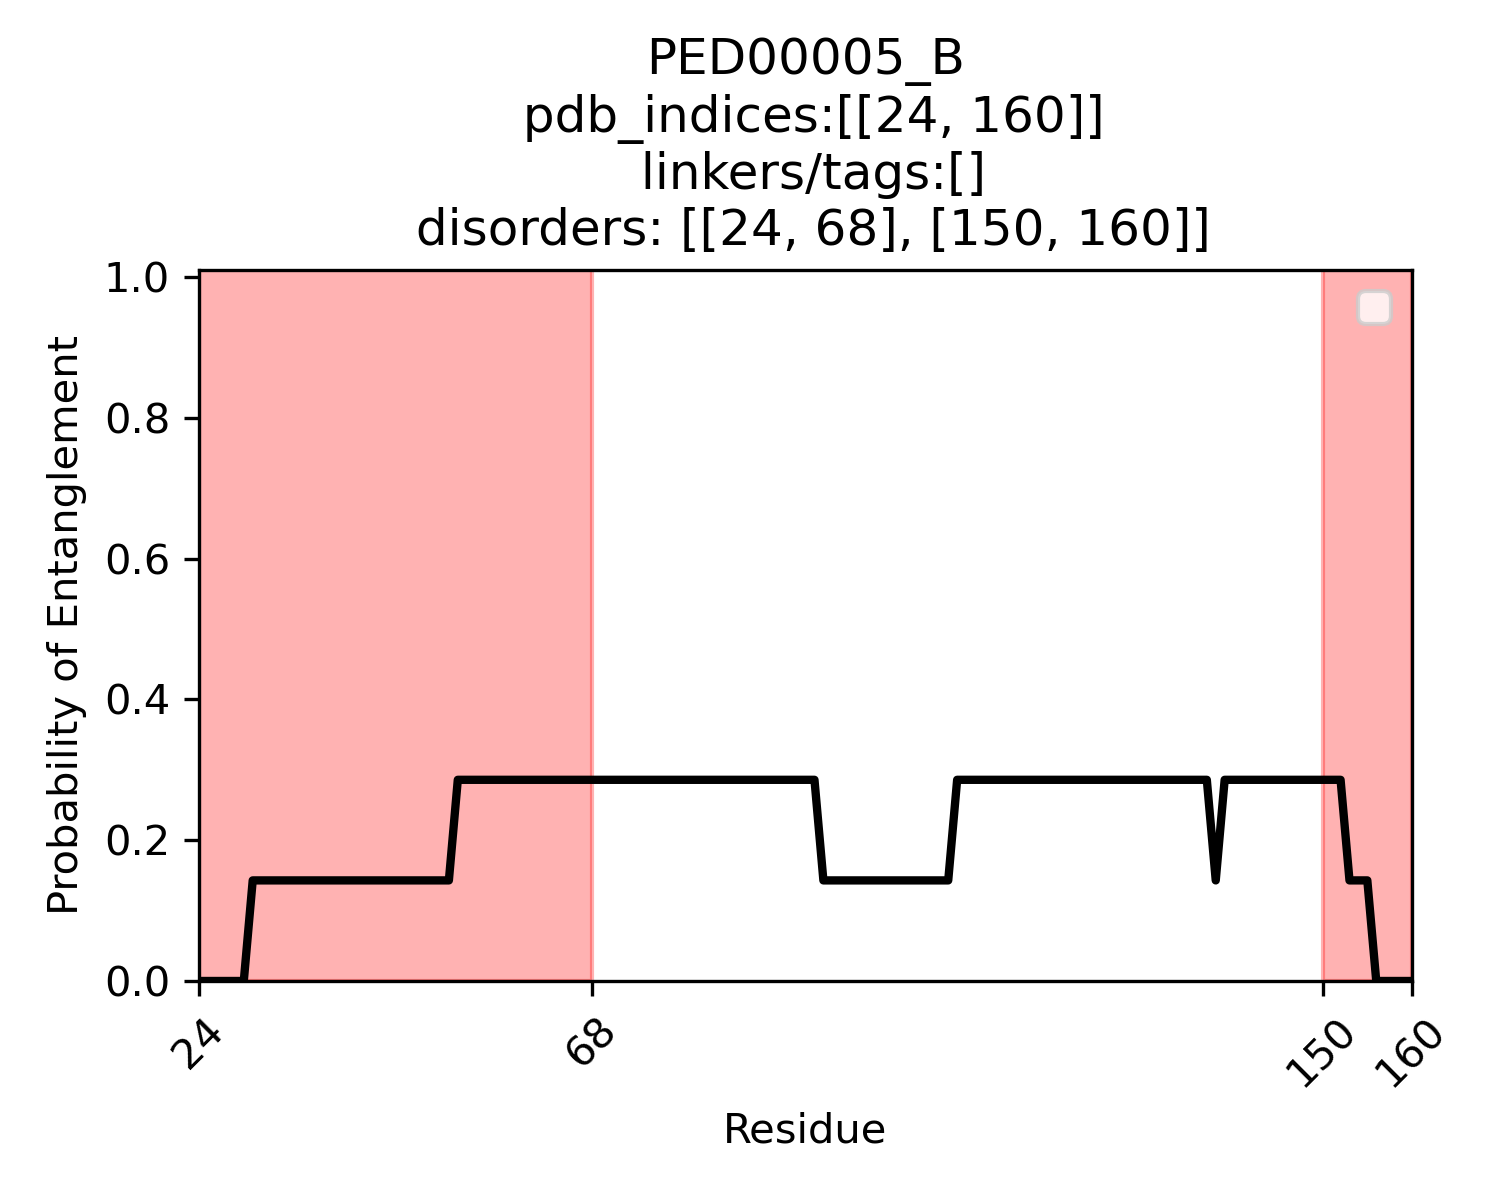 PED00005_B
pdb_indices:[[24, 160]]
linkers/tags:[]
disorders: [[24, 68], [150, 160]]
1.0
0.8
0.6
0.4
0.2
0.0
Probability of Entanglement
24
68
150
160
Residue